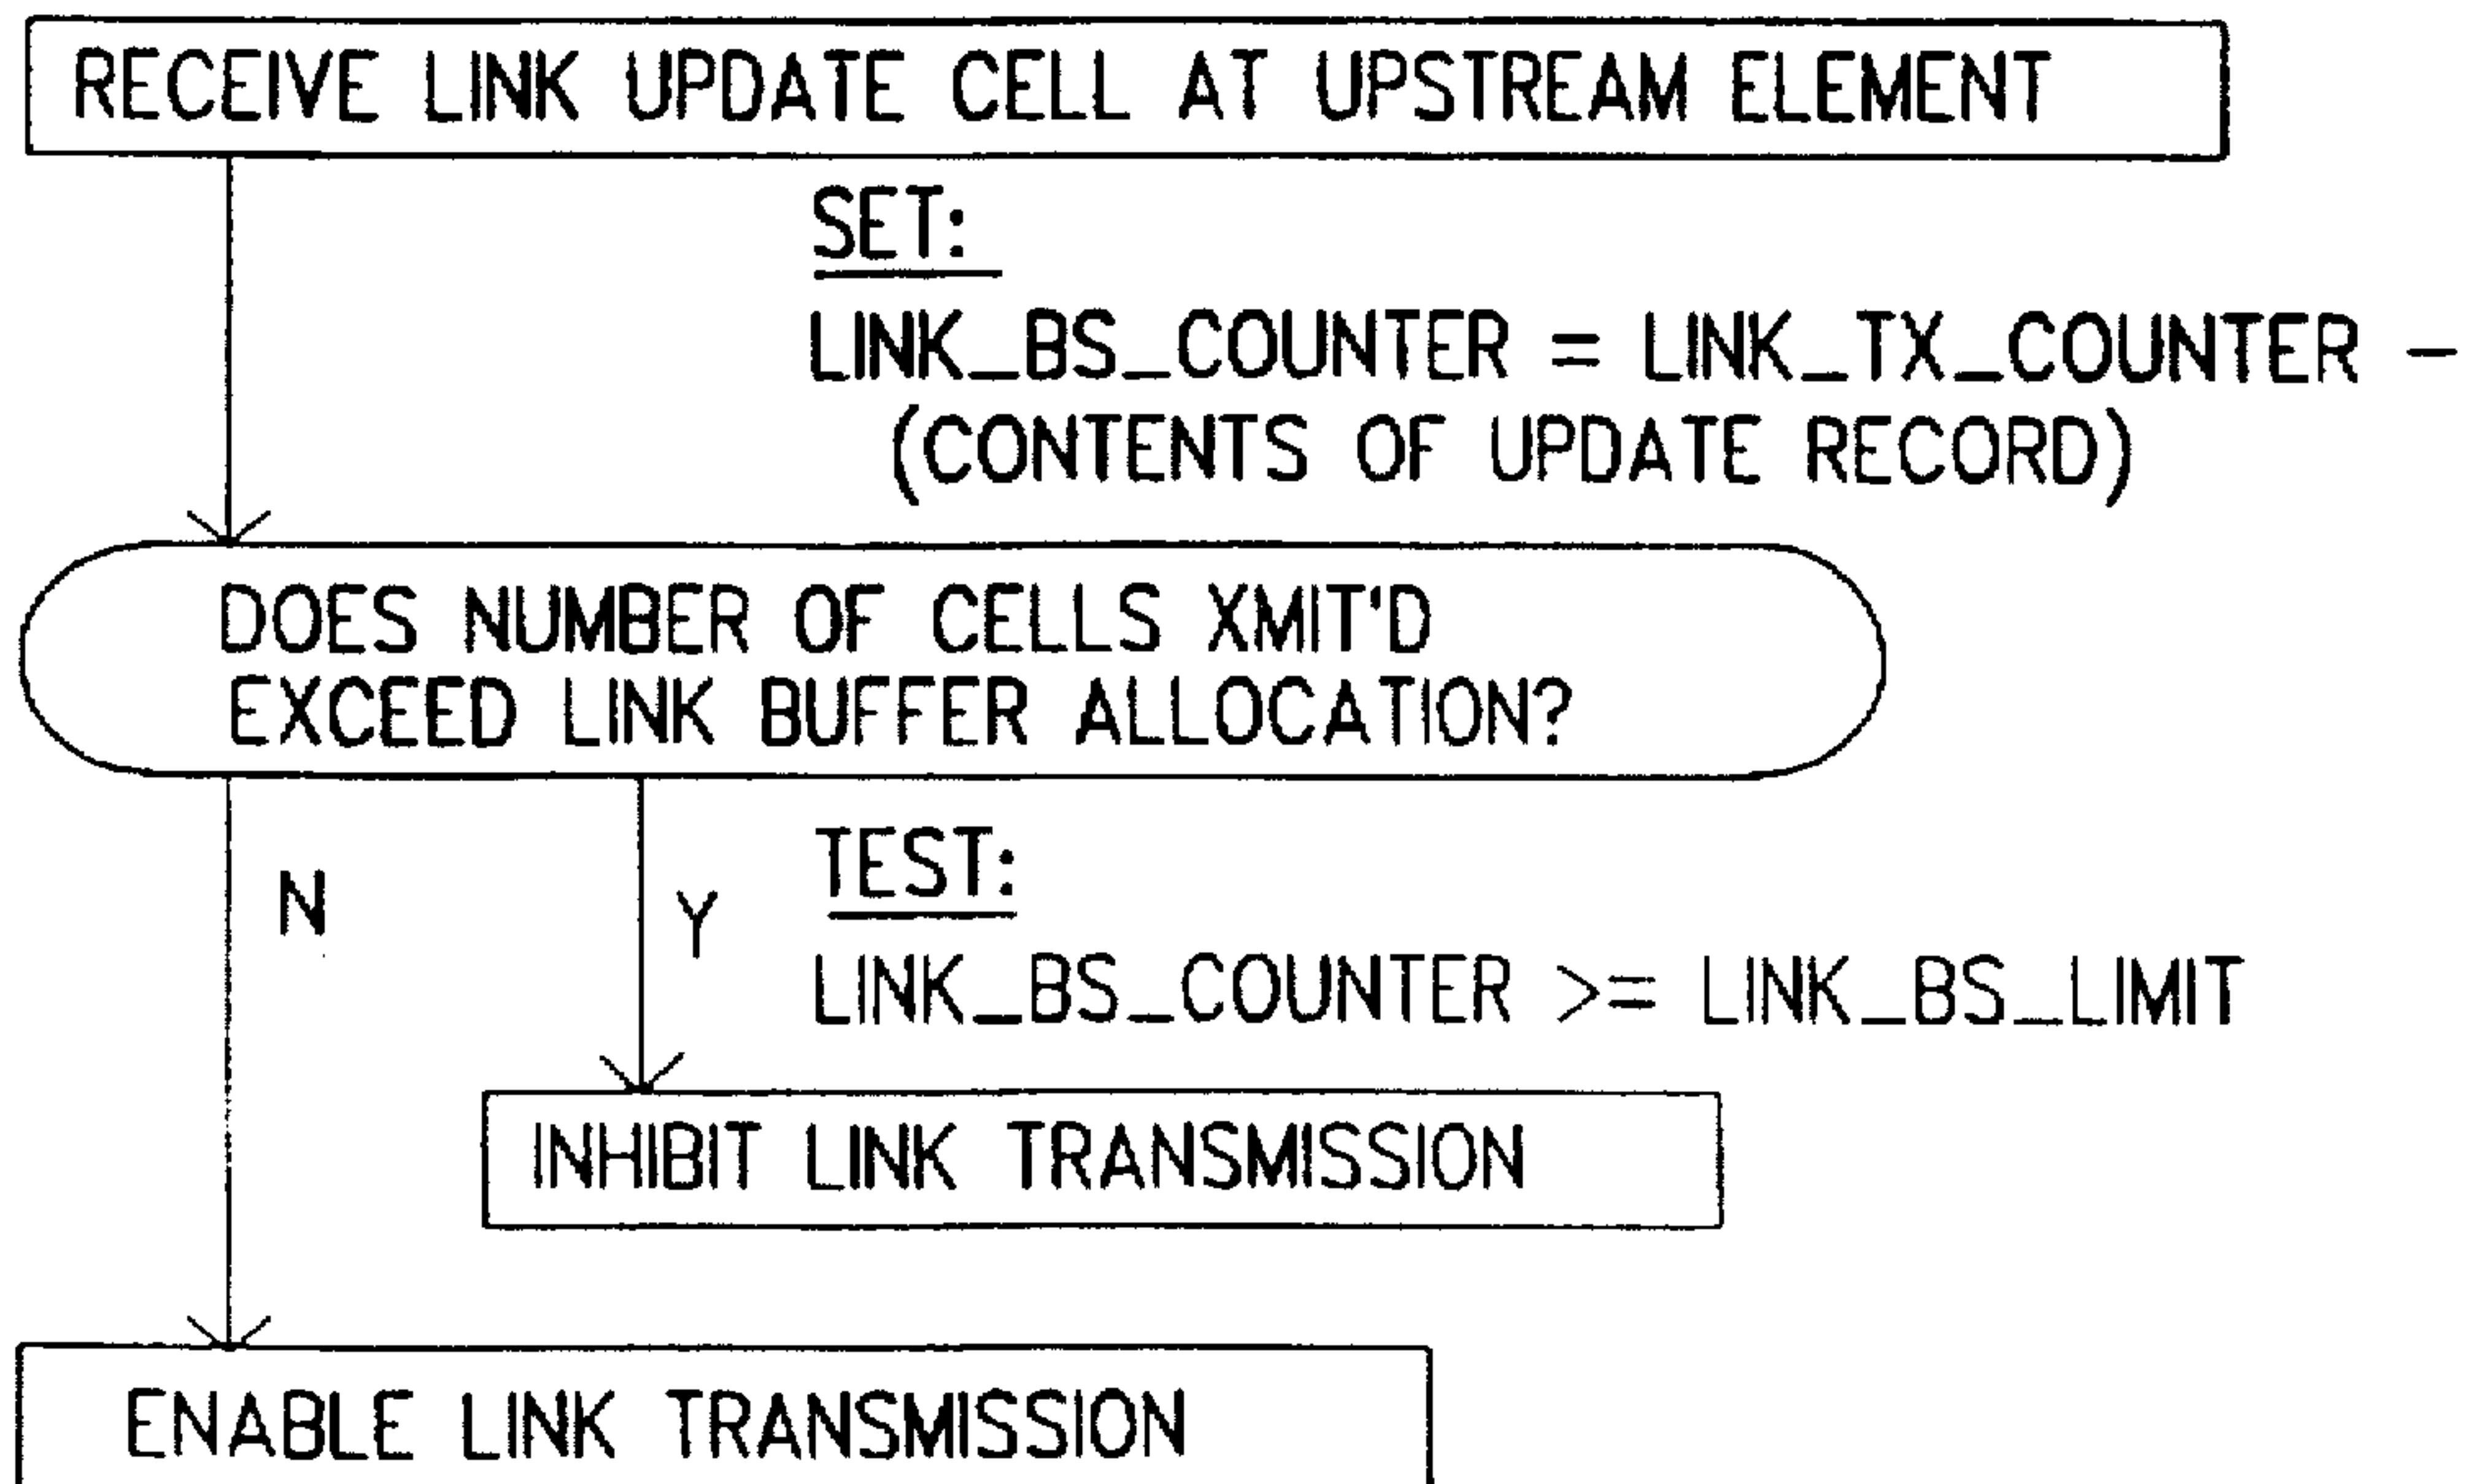 RECEIVE LINK UPDATE CELL AT UPSTREAM ELEMENT
SET:
LINK_BS_COUNTER = LINK_TX_COUNTER –
(CONTENTS OF UPDATE RECORD)
DOES NUMBER OF CELLS XMIT'D
EXCEED LINK BUFFER ALLOCATION?
N
Y
TEST:
LINK_BS_COUNTER >= LINK_BS_LIMIT
INHIBIT LINK TRANSMISSION
ENABLE LINK TRANSMISSION